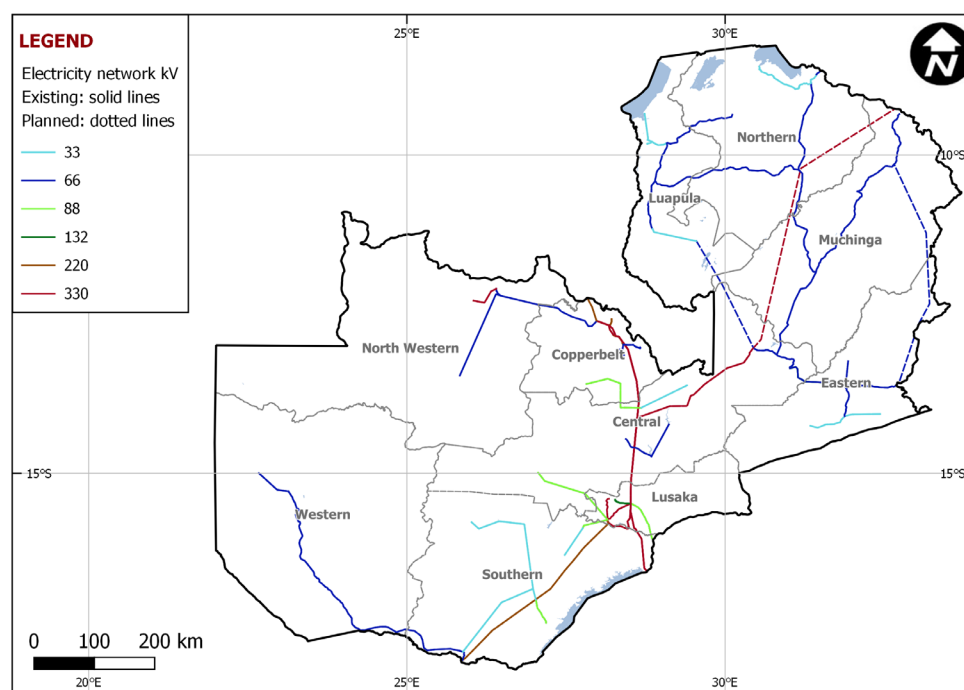 LEGEND
Electricity network kV
Existing: solid lines
Planned: dotted lines
33
66
88
132
220
330
25°E
30°E
N
10°S
Northern
Luapula
Muchinga
North Western
Copperbelt
Eastern
Central
15°S
15°S
Lusaka
Western
Southern
0 100 200 km
20°E
25°E
30°E